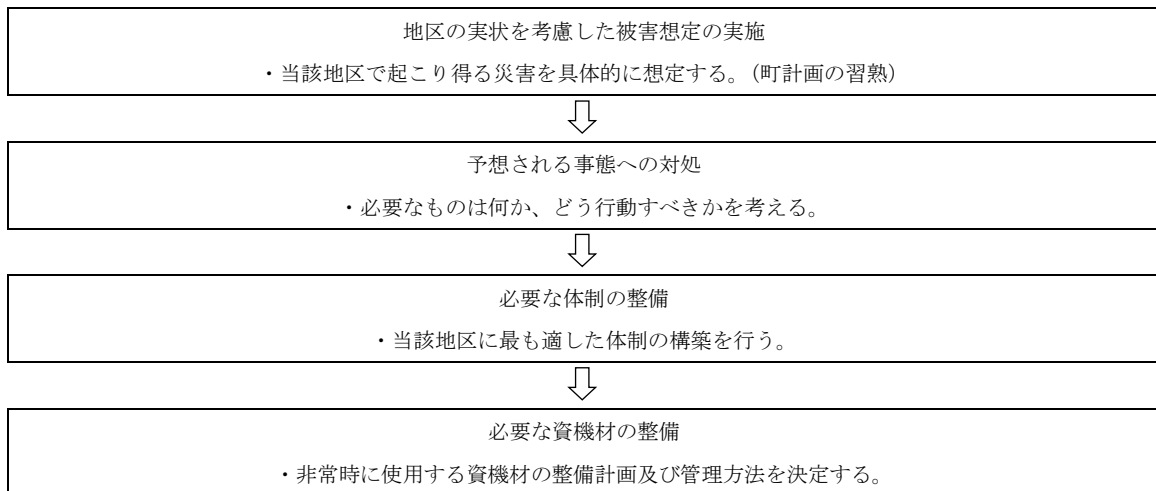 地区の実状を考慮した被害想定の実施
・当該地区で起こり得る災害を具体的に想定する。(町計画の習熟)
予想される事態への対処
・必要なものは何か、どう行動すべきかを考える。
必要な体制の整備
・当該地区に最も適した体制の構築を行う。
必要な資機材の整備
・非常時に使用する資機材の整備計画及び管理方法を決定する。